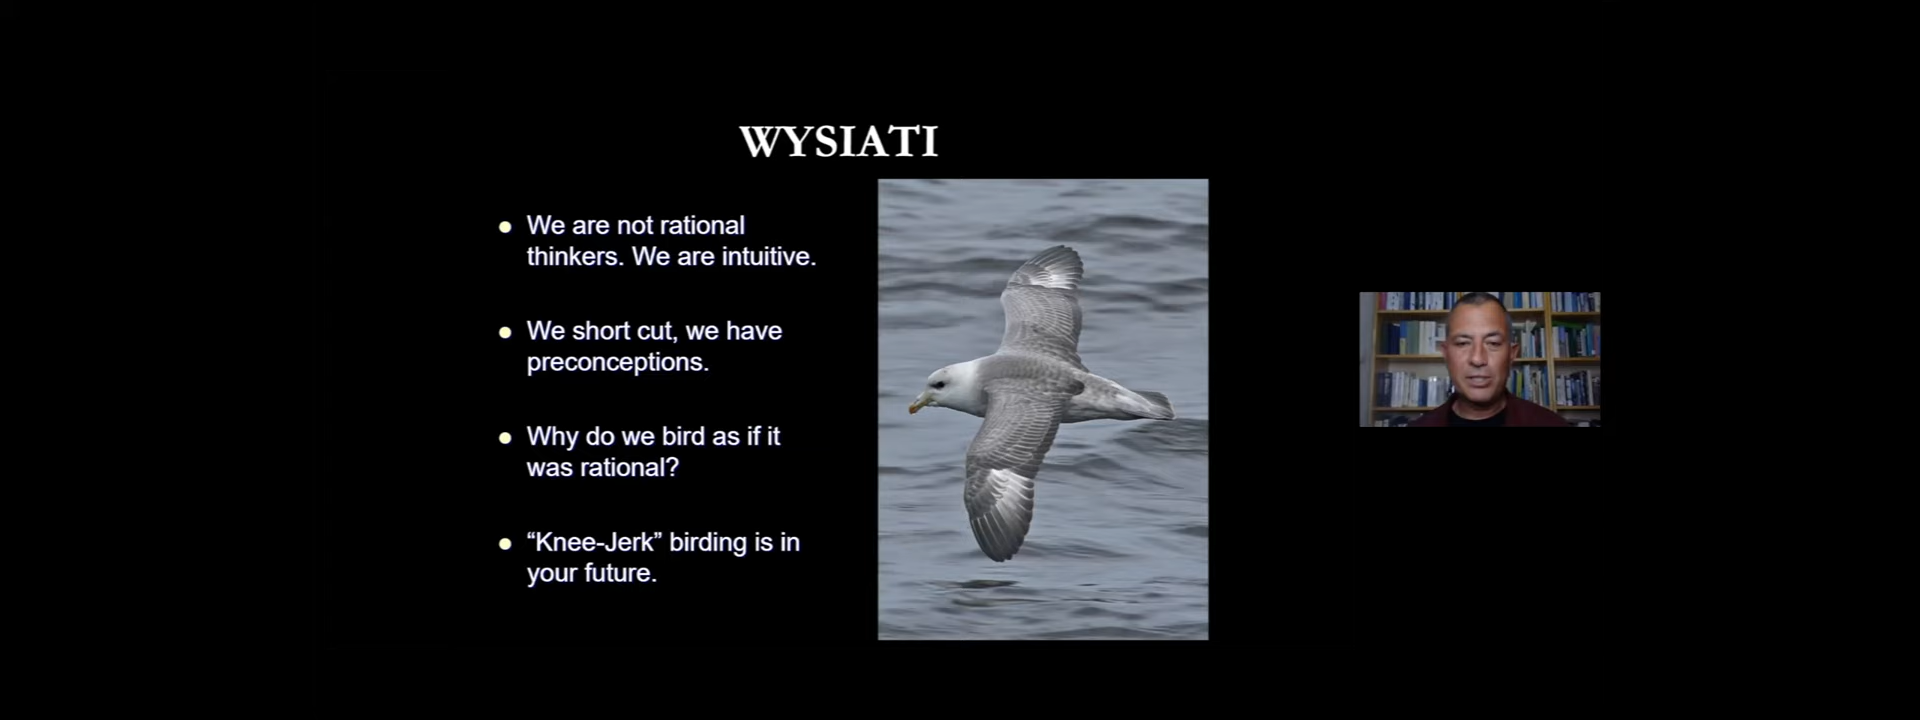 WYSIATI
We are not rational
thinkers. We are intuitive.
We short cut, we have
preconceptions.
Why do we bird as if it
was rational?
“Knee-Jerk” birding is in
your future.